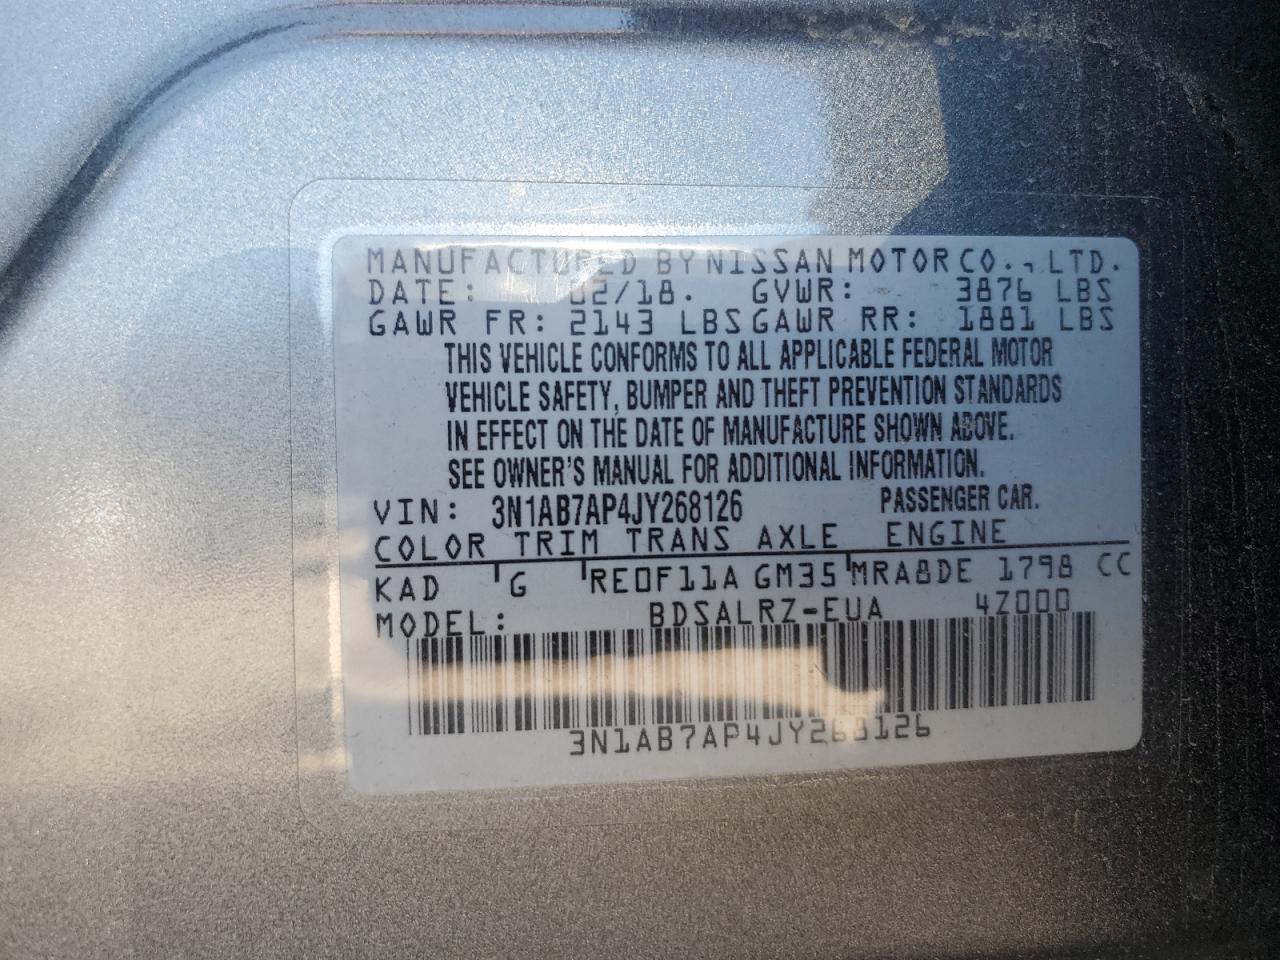 MANUFACTURED BY NISSAN MOTOR CO., LTD.
DATE: 02/18. GVWR: 3876 LBS
GAWR FR: 2143 LBS GAWR RR: 1881 LBS
THIS VEHICLE CONFORMS TO ALL APPLICABLE FEDERAL MOTOR
VEHICLE SAFETY, BUMPER AND THEFT PREVENTION STANDARDS
IN EFFECT ON THE DATE OF MANUFACTURE SHOWN ABOVE.
SEE OWNER'S MANUAL FOR ADDITIONAL INFORMATION.
VIN: 3N1AB7AP4JY268126 PASSENGER CAR.
COLOR TRIM TRANS AXLE ENGINE
KAD G RE0F11A GM35 MRA8DE 1798 CC
MODEL: BDSALRZ-EUA 4Z000
3N1AB7AP4JY268126